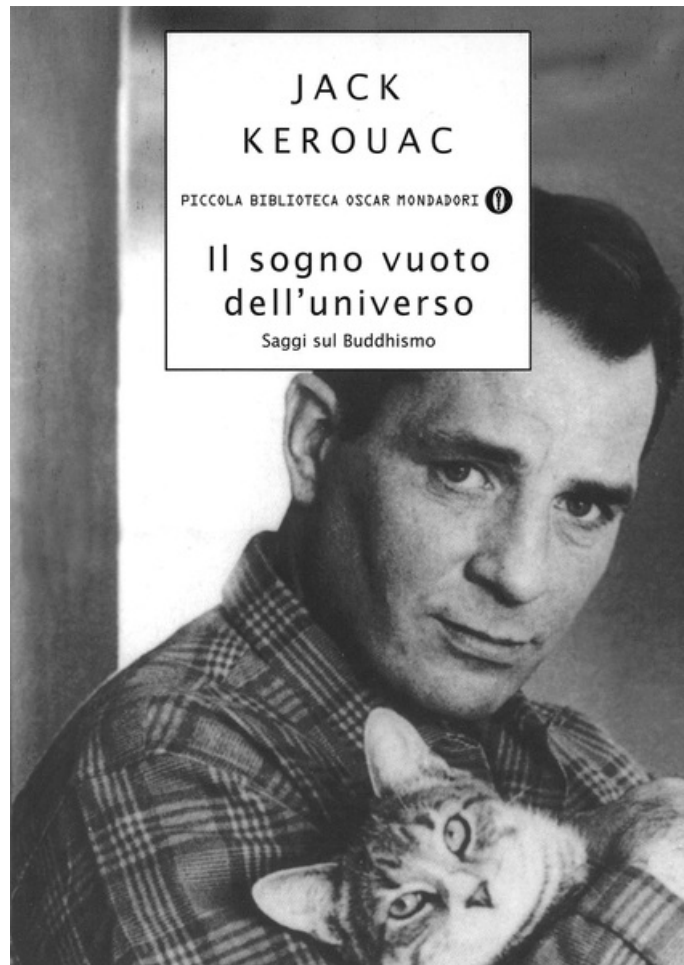 JACK
KEROUAC
PICCOLA BIBLIOTECA OSCAR MONDADORI
Il sogno vuoto
dell'universo
Saggi sul Buddhismo